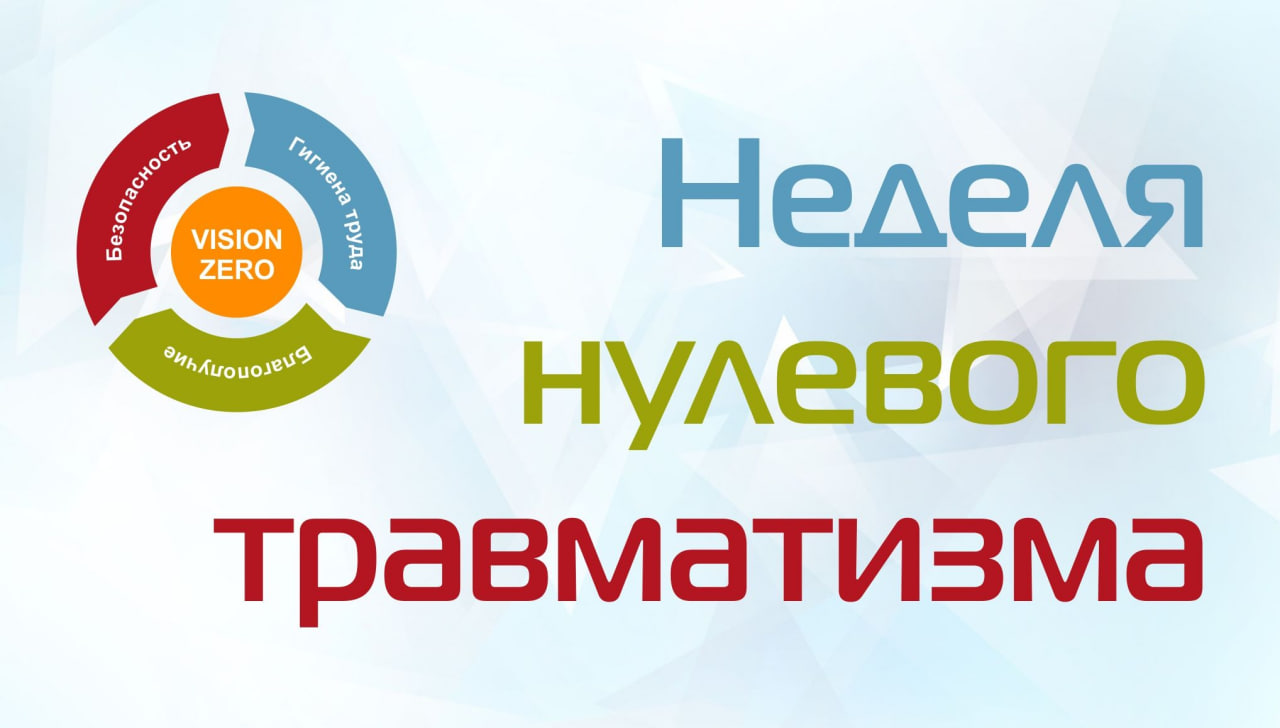 Безопасность
Гигиена труда
VISION
ZERO
Благополучие
Неделя
нулевого
травматизма